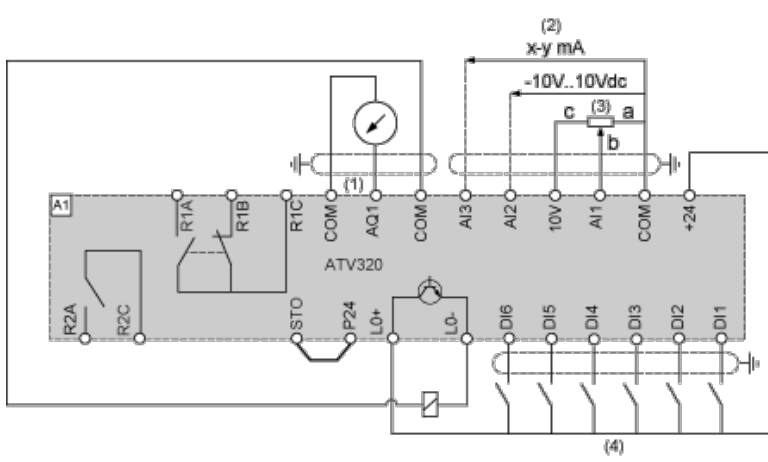 (2)
x-y mA
-10V..10Vdc
c (3) a
b
(1)
A1
R1A R1B R1C COM AQ1 COM AI3 AI2 10V AI1 COM +24
ATV320
R2A R2C STO P24 L0+ L0- DI6 DI5 DI4 DI3 DI2 DI1
(4)